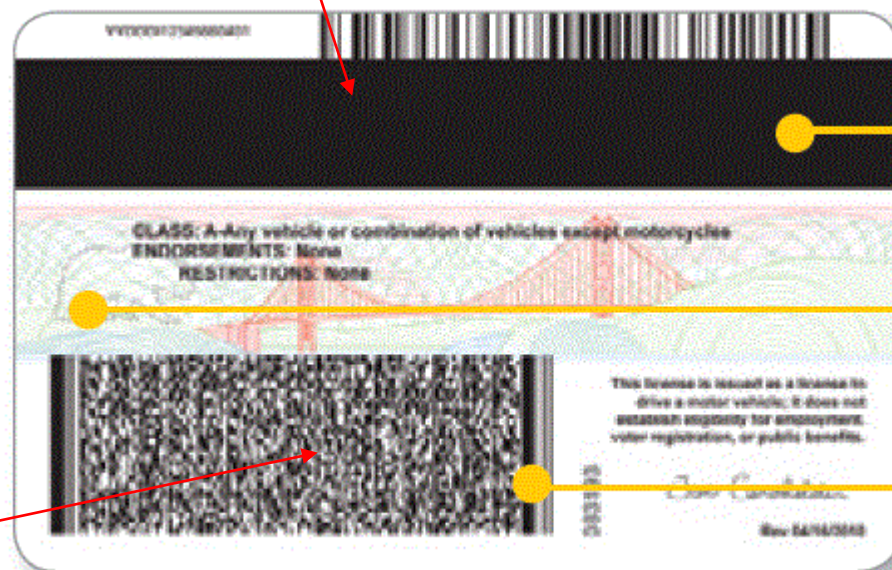 CLASS: A-Any vehicle or combination of vehicles except motorcycles
ENDORSEMENTS: None
RESTRICTIONS: None
This license is issued as a license to
drive a motor vehicle; it does not
establish eligibility for employment,
voter registration, or public benefits.